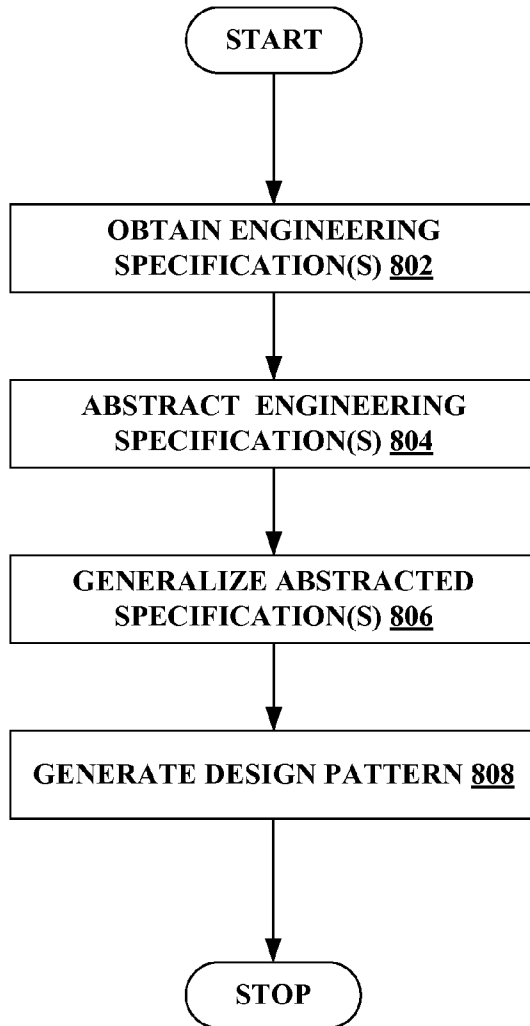 START
OBTAIN ENGINEERING
SPECIFICATION(S) 802
ABSTRACT ENGINEERING
SPECIFICATION(S) 804
GENERALIZE ABSTRACTED
SPECIFICATION(S) 806
GENERATE DESIGN PATTERN 808
STOP